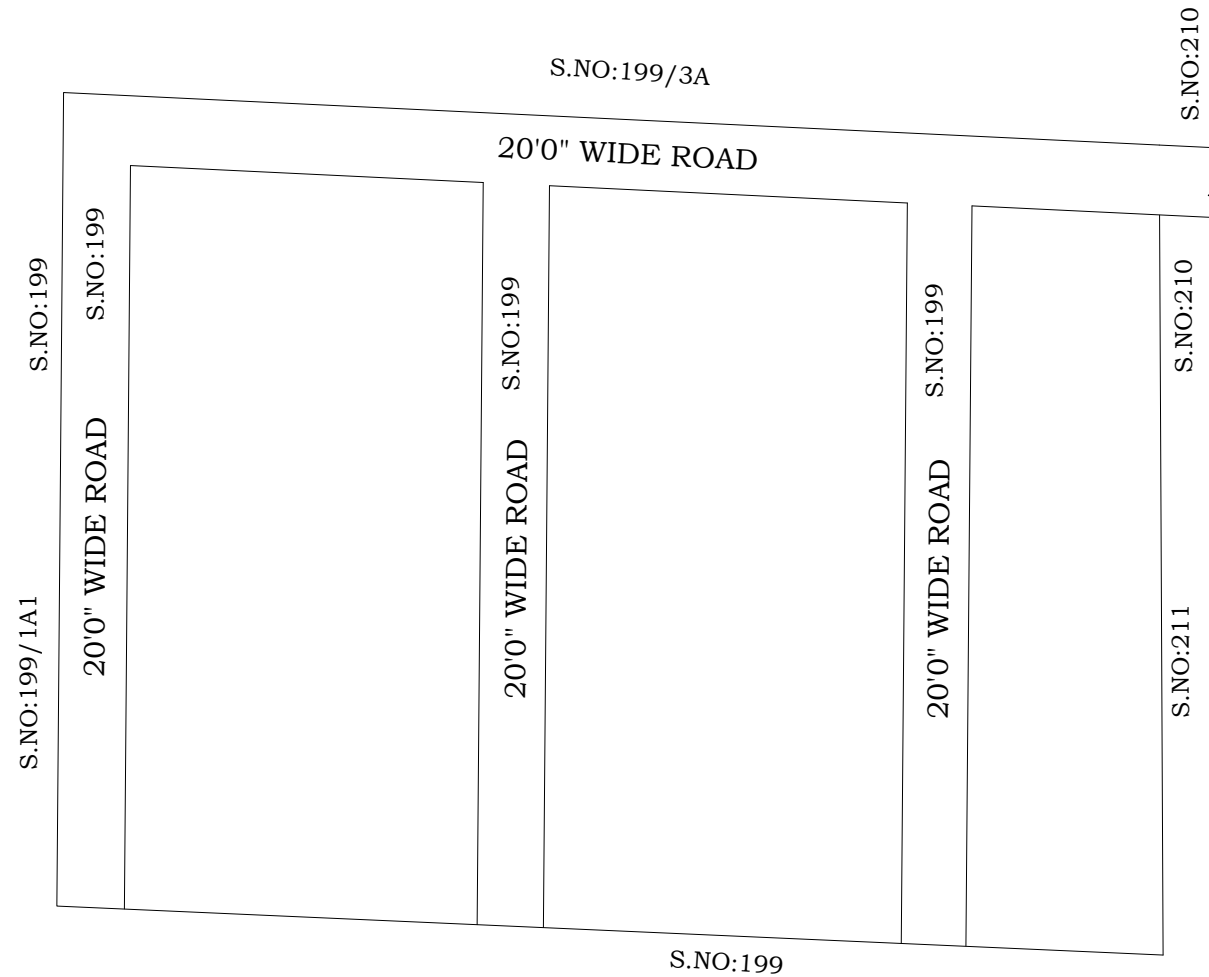 S.NO:210
S.NO:199/3A
20'0" WIDE ROAD
S.NO:199
S.NO:199
S.NO:199
S.NO:199
S.NO:210
20'0" WIDE ROAD
20'0" WIDE ROAD
20'0" WIDE ROAD
S.NO:199/1A1
S.NO:211
S.NO:199